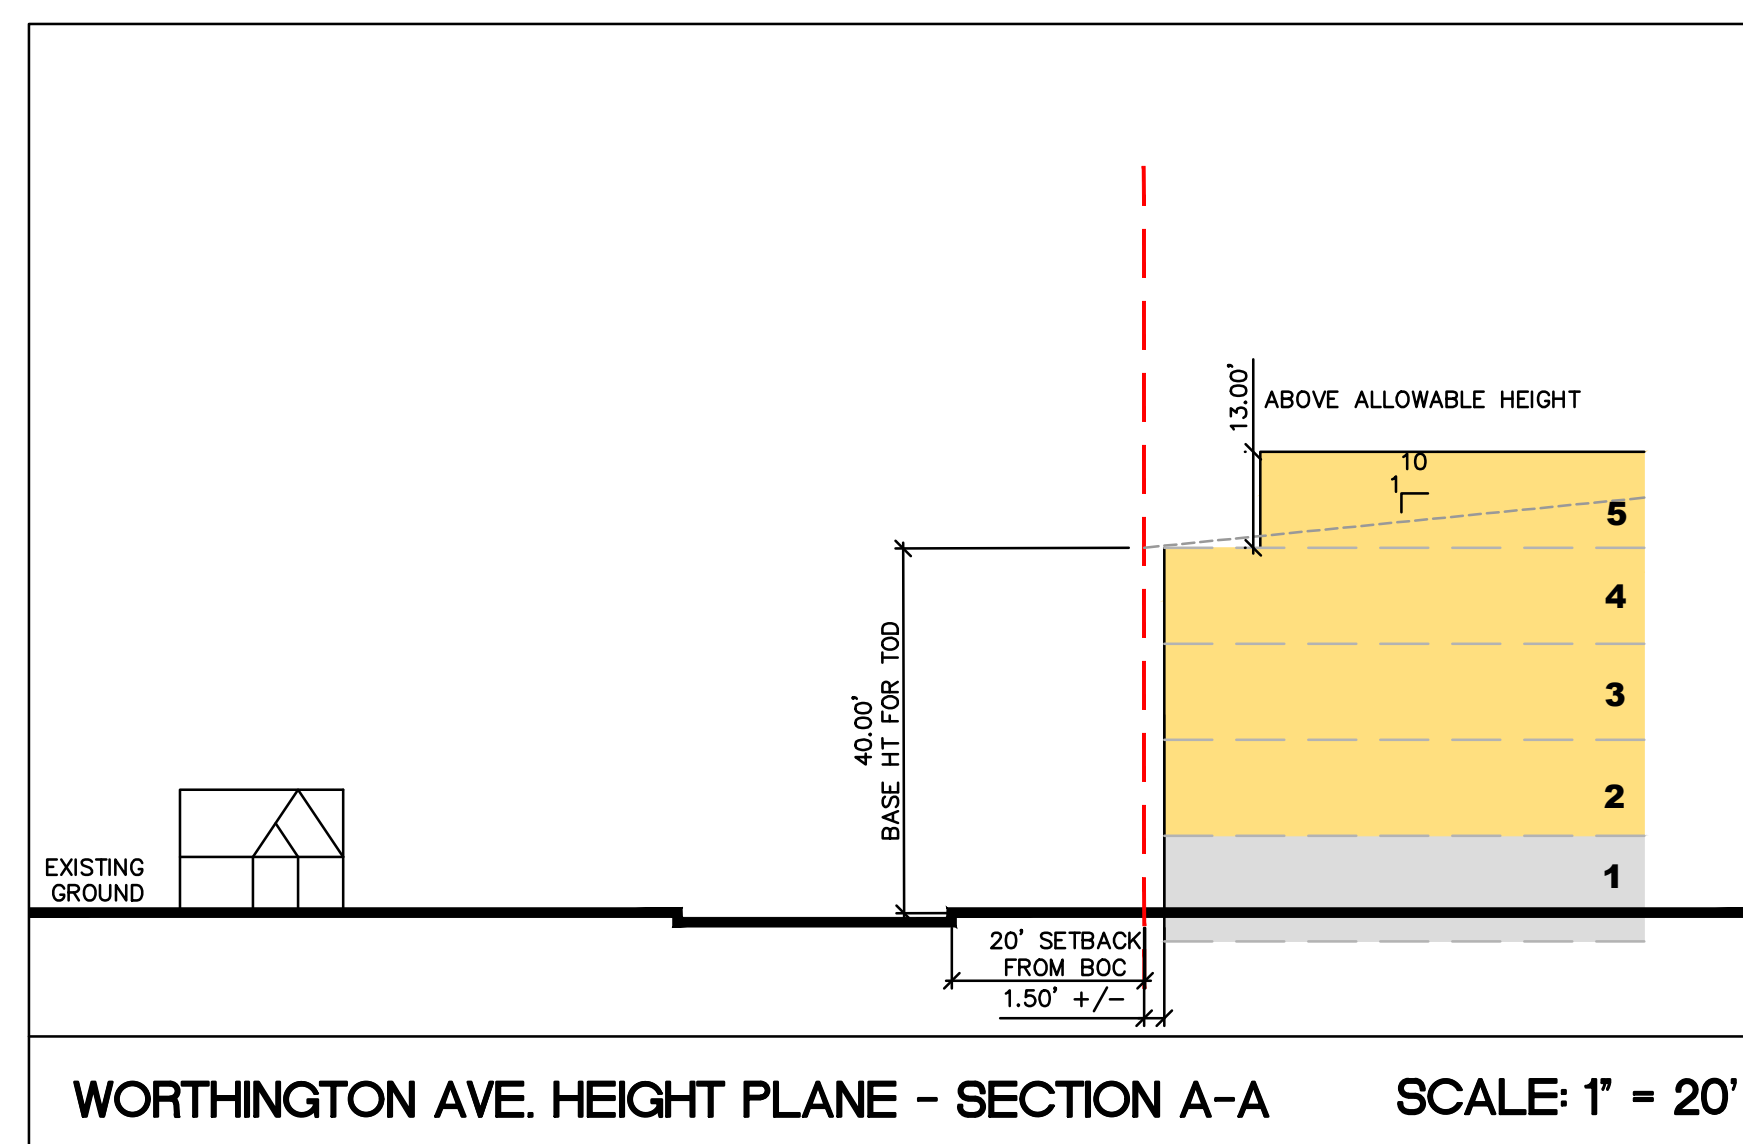 13.00'
ABOVE ALLOWABLE HEIGHT
10
1
5
4
3
2
1
40.00'
BASE HT FOR TOD
EXISTING
GROUND
20' SETBACK
FROM BOC
1.50' +/-
WORTHINGTON AVE. HEIGHT PLANE - SECTION A-A
SCALE: 1" = 20'